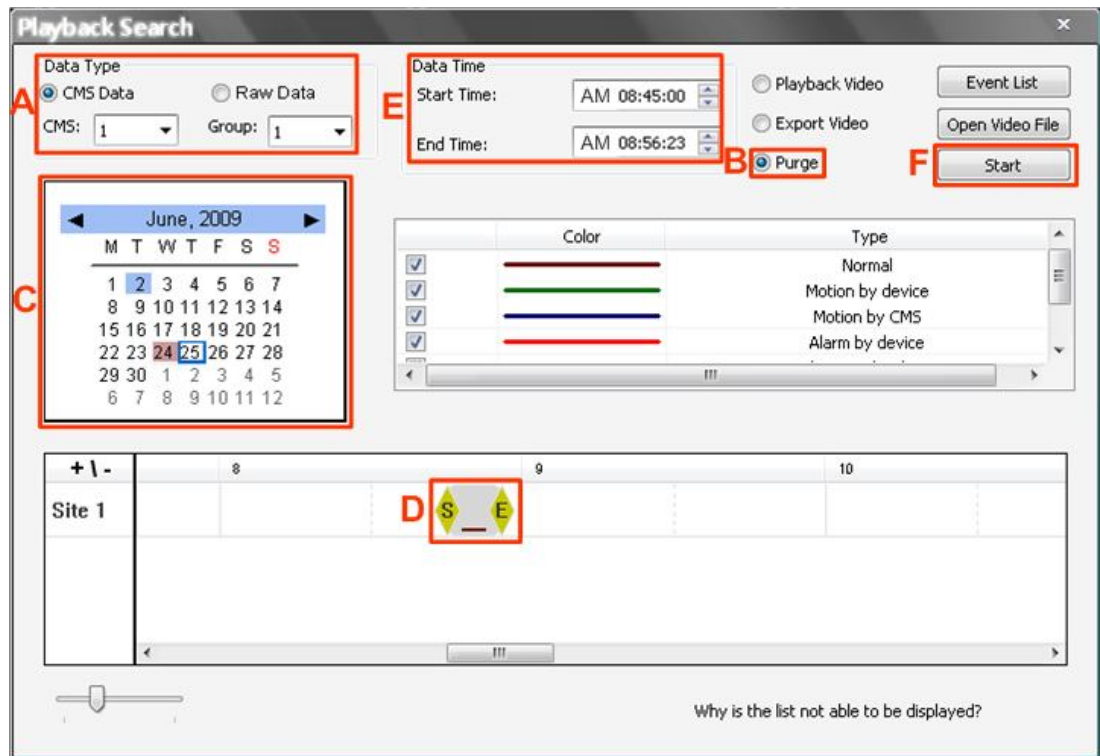 Playback Search
x
Data Type
A CMS Data Raw Data
CMS: 1 Group: 1
Data Time
E Start Time: AM 08:45:00
End Time: AM 08:56:23
Playback Video
Export Video
B Purge
Event List
Open Video File
F Start
C
June, 2009
M T W T F S S
1 2 3 4 5 6 7
8 9 10 11 12 13 14
15 16 17 18 19 20 21
22 23 24 25 26 27 28
29 30 1 2 3 4 5
6 7 8 9 10 11 12
Color Type
Normal
Motion by device
Motion by CMS
Alarm by device
+ \ - 8 9 10
Site 1 D S E
Why is the list not able to be displayed?